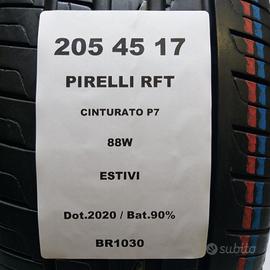 205 45 17
PIRELLI RFT
CINTURATO P7
88W
ESTIVI
Dot.2020 / Bat.90%
BR1030
subito